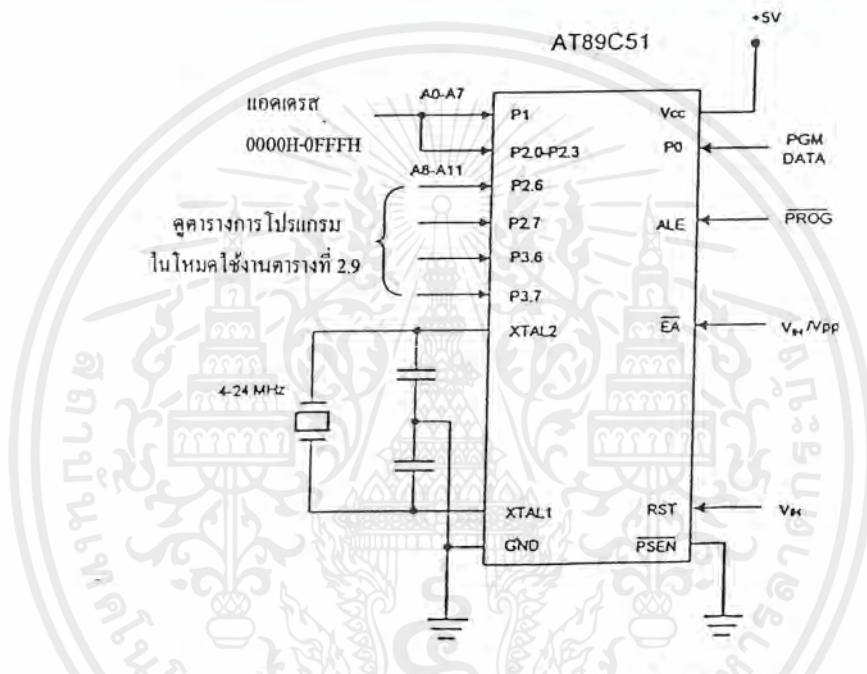 AT89C51
+5V
แอดเดรส
0000H-0FFFH
A0-A7
A8-A11
P1
P2.0-P2.3
P2.6
P2.7
P3.6
P3.7
XTAL2
XTAL1
GND
Vcc
P0
ALE
EA
RST
PSEN
PGM
DATA
PROG
VIH/Vpp
VIH
ดูตารางการโปรแกรม
ในโหมดใช้งานตารางที่ 2.9
4-24 MHz